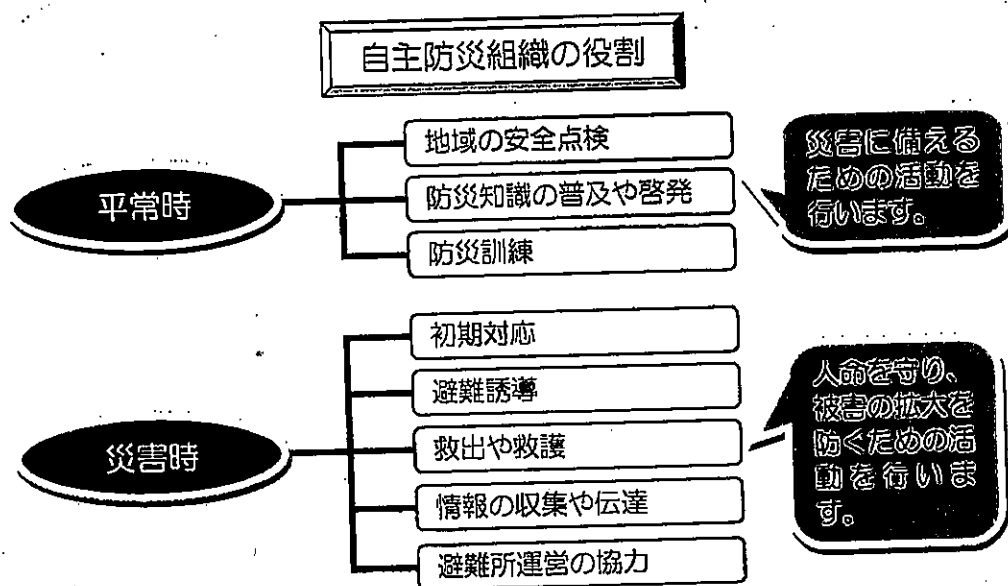 自主防災組織の役割
平常時
地域の安全点検
防災知識の普及や啓発
防災訓練
災害に備える
ための活動を
行います。
災害時
初期対応
避難誘導
救出や救護
情報の収集や伝達
避難所運営の協力
人命を守り、
被害の拡大を
防ぐための活
動を行いま
す。